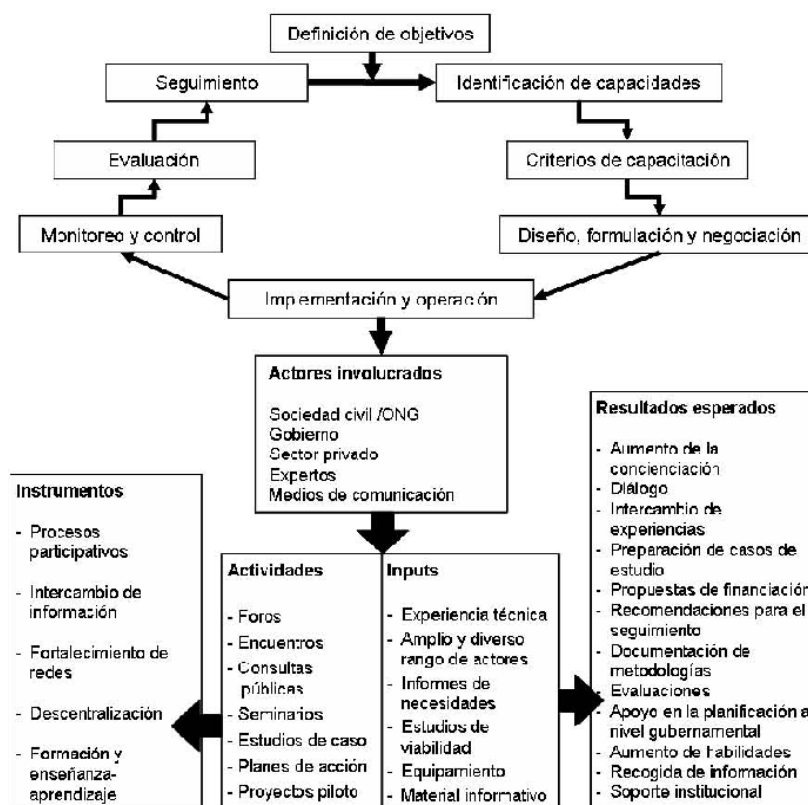 Definición de objetivos
Seguimiento
Identificación de capacidades
Evaluación
Criterios de capacitación
Monitoreo y control
Diseño, formulación y negociación
Implementación y operación
Actores involucrados
Sociedad civil /ONG
Gobierno
Sector privado
Expertos
Medios de comunicación
Instrumentos
- Procesos
participativos
- Intercambio de
información
- Fortalecimiento de
redes
- Descentralización
- Formación y
enseñanza-
aprendizaje
Actividades
- Foros
- Encuentros
- Consultas
públicas
- Seminarios
- Estudios de caso
- Planes de acción
- Proyectos piloto
Inputs
- Experiencia técnica
- Amplio y diverso
rango de actores
- Informes de
necesidades
- Estudios de
viabilidad
- Equipamiento
- Material informativo
Resultados esperados
- Aumento de la
concienciación
- Diálogo
- Intercambio de
experiencias
- Preparación de casos de
estudio
- Propuestas de financiación
- Recomendaciones para el
seguimiento
- Documentación de
metodologías
- Evaluaciones
- Apoyo en la planificación a
nivel gubernamental
- Aumento de habilidades
- Recogida de información
- Soporte institucional